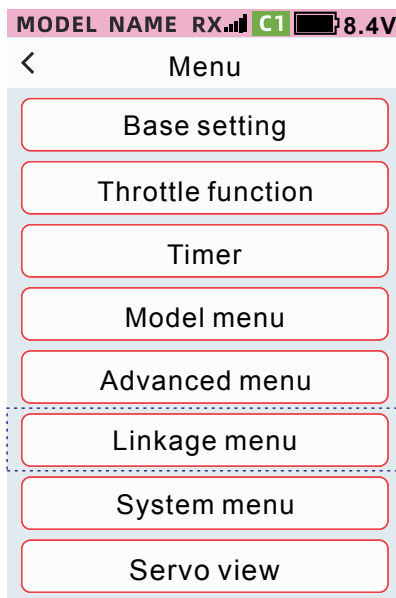 MODEL NAME RX C1 8.4V
Menu
Base setting
Throttle function
Timer
Model menu
Advanced menu
Linkage menu
System menu
Servo view